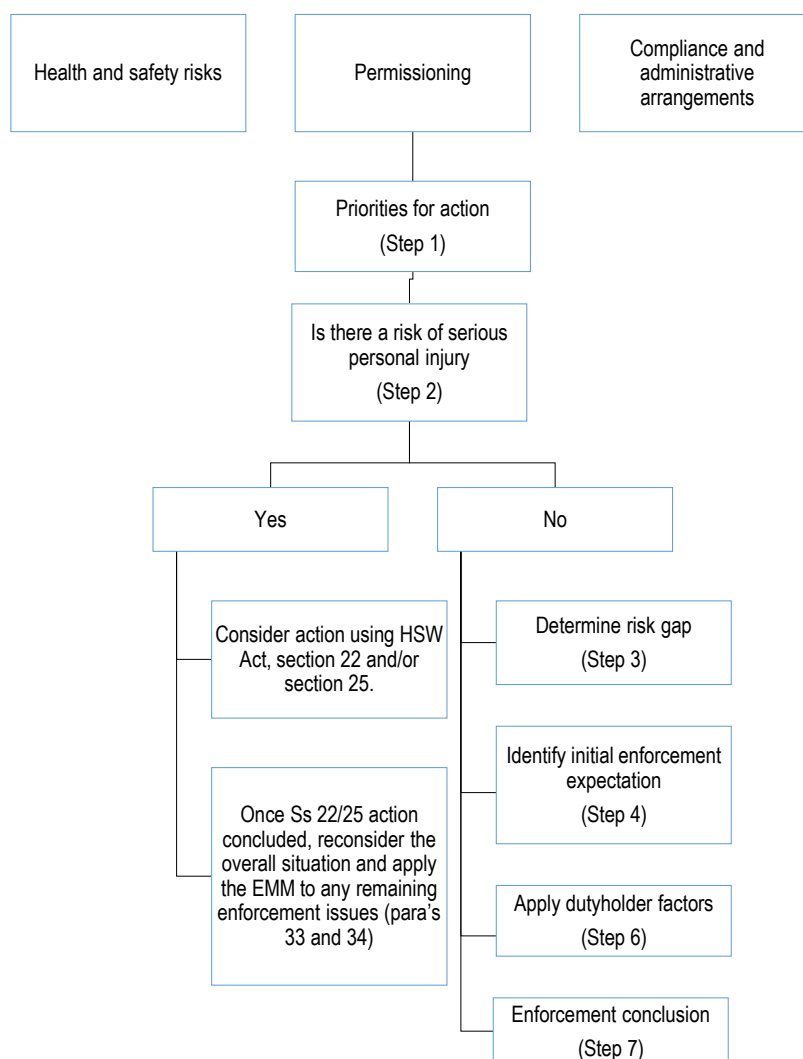 Health and safety risks
Permissioning
Compliance and
administrative
arrangements
Priorities for action
(Step 1)
Is there a risk of serious
personal injury
(Step 2)
Yes
No
Consider action using HSW
Act, section 22 and/or
section 25.
Once Ss 22/25 action
concluded, reconsider the
overall situation and apply
the EMM to any remaining
enforcement issues (para's
33 and 34)
Determine risk gap
(Step 3)
Identify initial enforcement
expectation
(Step 4)
Apply dutyholder factors
(Step 6)
Enforcement conclusion
(Step 7)